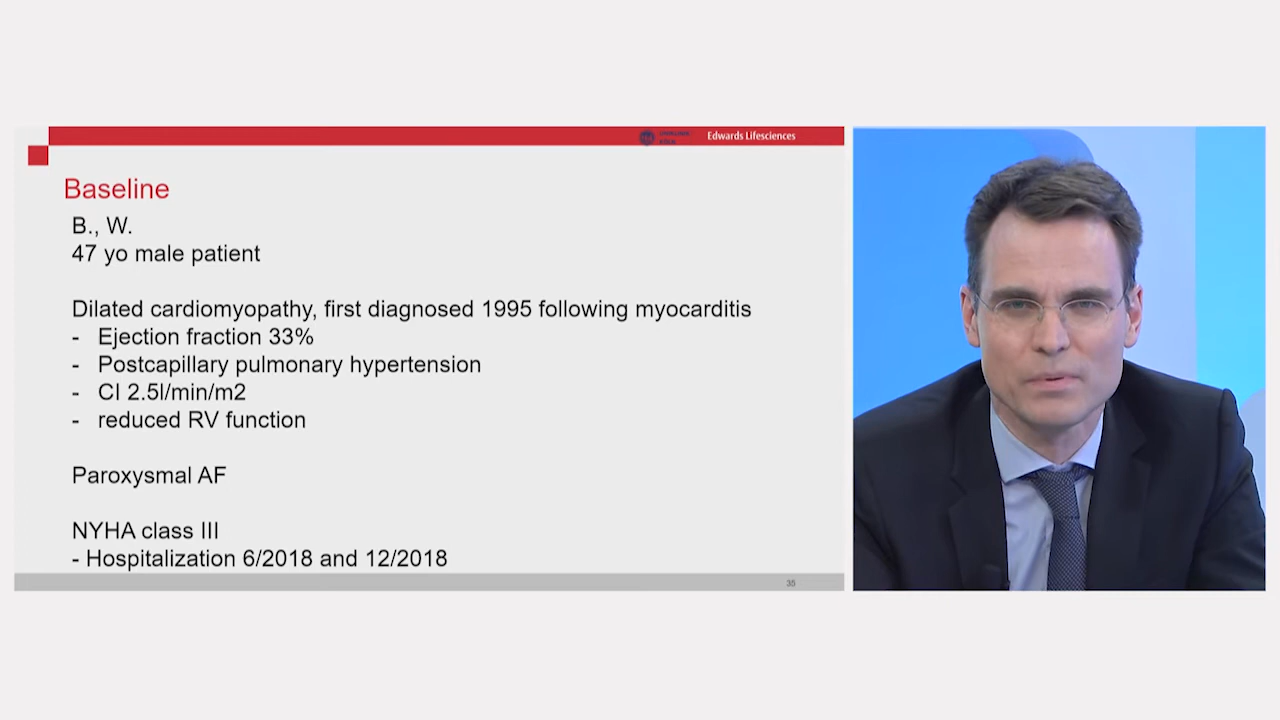 Edwards Lifesciences
Baseline
B., W.
47 yo male patient
Dilated cardiomyopathy, first diagnosed 1995 following myocarditis
- Ejection fraction 33%
- Postcapillary pulmonary hypertension
- CI 2.5l/min/m2
- reduced RV function
Paroxysmal AF
NYHA class III
- Hospitalization 6/2018 and 12/2018
35